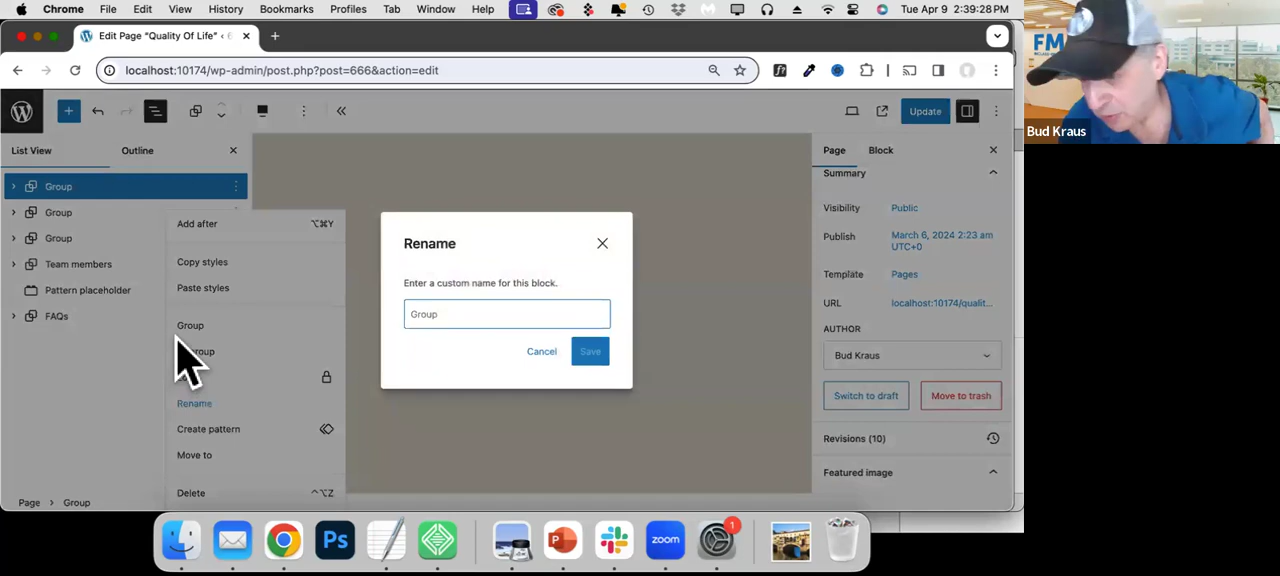 Chrome File Edit View History Bookmarks Profiles Tab Window Help Tue Apr 9 2:39:28 PM
Edit Page “Quality Of Life” ‹
localhost:10174/wp-admin/post.php?post=666&action=edit
Update
List View Outline
Page Block
Group
Group
Group
Team members
Pattern placeholder
FAQs
Add after ⌥⌘Y
Copy styles
Paste styles
Group
Rename
Create pattern
Move to
Delete ^⌥Z
Rename
Enter a custom name for this block.
Group
Cancel Save
Summary
Visibility Public
Publish March 6, 2024 2:23 am
UTC+0
Template Pages
URL localhost:10174/qualit...
AUTHOR
Bud Kraus
Switch to draft Move to trash
Revisions (10)
Featured image
Page > Group
Ps
P
zoom
1
FM
Bud Kraus